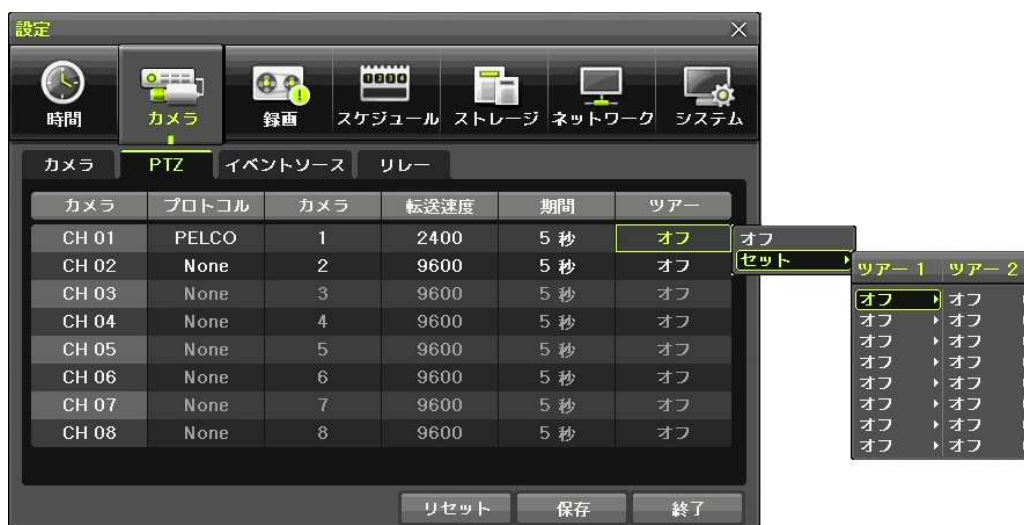 設定
時間 カメラ 録画 スケジュール ストレージ ネットワーク システム
カメラ PTZ イベントソース リレー
カメラ プロトコル カメラ 転送速度 期間 ツアー
CH 01 PELCO 1 2400 5 秒 オフ
CH 02 None 2 9600 5 秒 オフ
CH 03 None 3 9600 5 秒 オフ
CH 04 None 4 9600 5 秒 オフ
CH 05 None 5 9600 5 秒 オフ
CH 06 None 6 9600 5 秒 オフ
CH 07 None 7 9600 5 秒 オフ
CH 08 None 8 9600 5 秒 オフ
リセット 保存 終了
オフ
セット
ツアー 1 ツアー 2
オフ オフ
オフ オフ
オフ オフ
オフ オフ
オフ オフ
オフ オフ
オフ オフ
オフ オフ